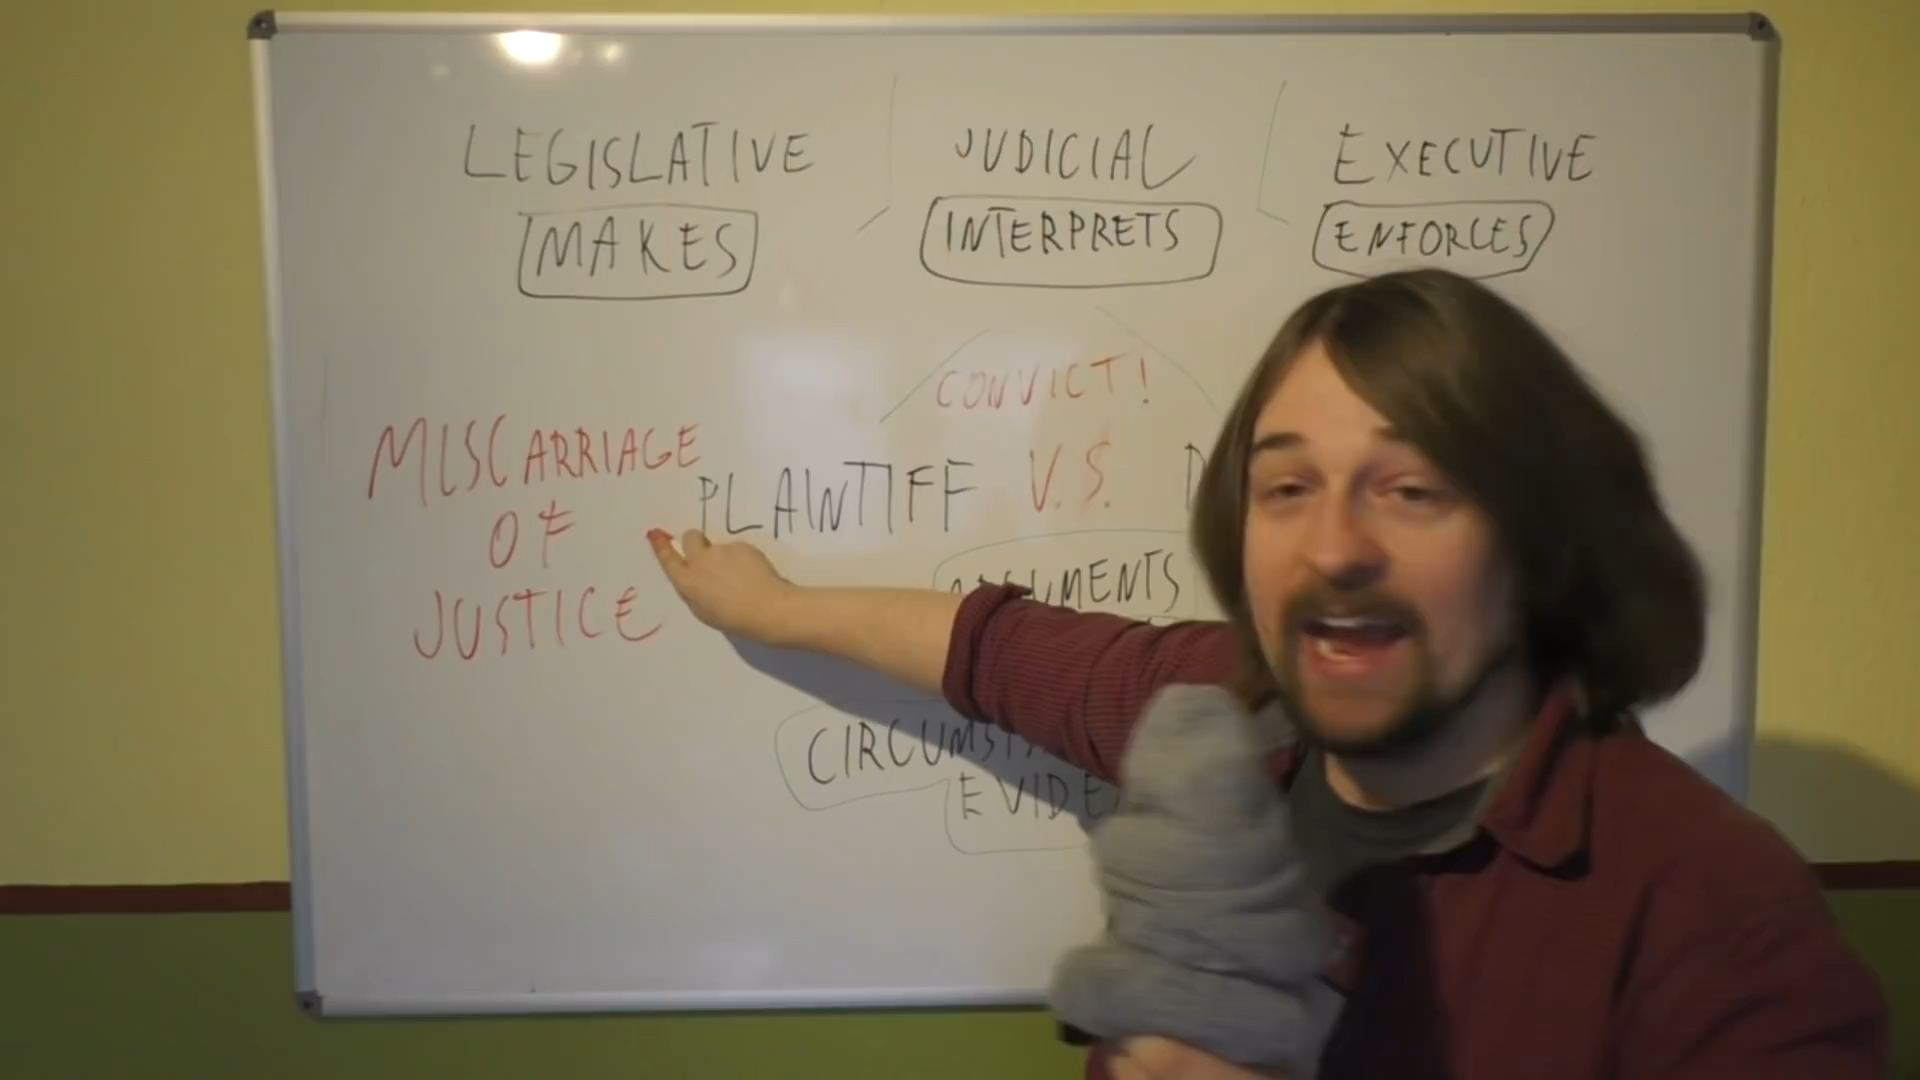 LEGISLATIVE
JUDICIAL
EXECUTIVE
MAKES
INTERPRETS
ENFORCES
CONVICT!
MISCARRIAGE
OF
JUSTICE
PLAINTIFF V.S.